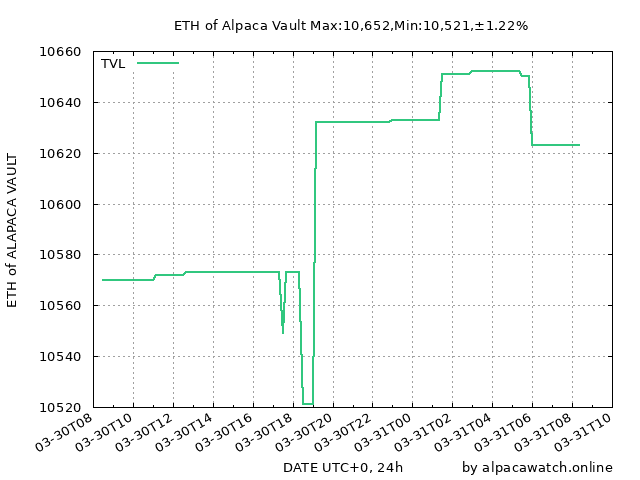 ETH of Alpaca Vault Max:10,652,Min:10,521,±1.22%
TVL
ETH of ALAPACA VAULT
10660
10640
10620
10600
10580
10560
10540
10520
03-30T08
03-30T10
03-30T12
03-30T14
03-30T16
03-30T18
03-30T20
03-30T22
03-31T00
03-31T02
03-31T04
03-31T06
03-31T08
03-31T10
DATE UTC+0, 24h
by alpacawatch.online